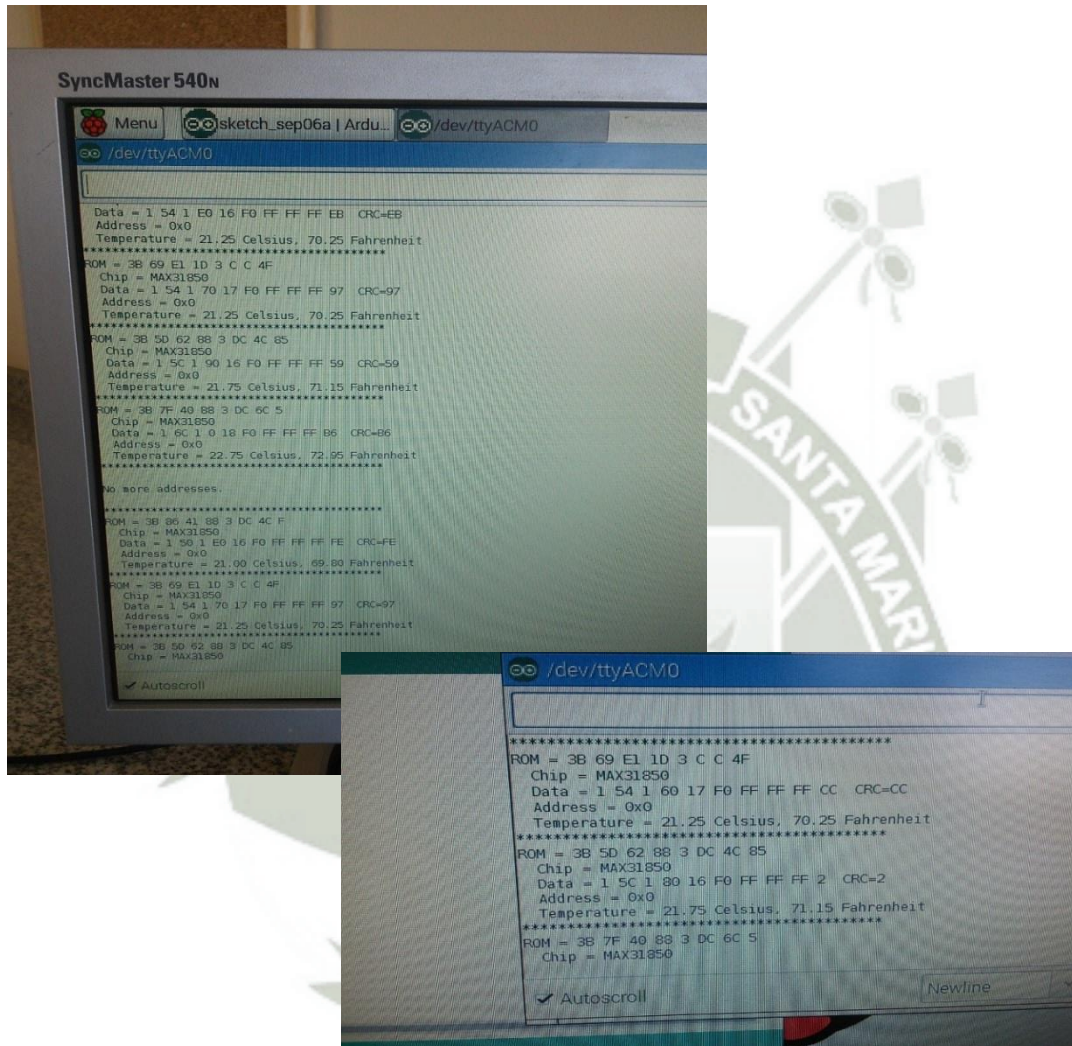 SyncMaster 540N
Menu sketch_sep06a | Ardu... /dev/ttyACM0
/dev/ttyACM0
Data = 1 54 1 E0 16 F0 FF FF FF EB CRC=EB
Address = 0x0
Temperature = 21.25 Celsius, 70.25 Fahrenheit
******************************************
ROM = 3B 69 E1 1D 3 C C 4F
Chip = MAX31850
Data = 1 54 1 70 17 F0 FF FF FF 97 CRC=97
Address = 0x0
Temperature = 21.25 Celsius, 70.25 Fahrenheit
******************************************
ROM = 3B 5D 62 88 3 DC 4C 85
Chip = MAX31850
Data = 1 5C 1 90 16 F0 FF FF FF 59 CRC=59
Address = 0x0
Temperature = 21.75 Celsius, 71.15 Fahrenheit
******************************************
ROM = 3B 7F 40 88 3 DC 6C 5
Chip = MAX31850
Data = 1 6C 1 0 18 F0 FF FF FF B6 CRC=B6
Address = 0x0
Temperature = 22.75 Celsius, 72.95 Fahrenheit
******************************************
No more addresses.
******************************************
ROM = 3B 86 41 88 3 DC 4C F
Chip = MAX31850
Data = 1 50 1 E0 16 F0 FF FF FF FE CRC=FE
Address = 0x0
Temperature = 21.00 Celsius, 69.80 Fahrenheit
******************************************
ROM = 3B 69 E1 1D 3 C C 4F
Chip = MAX31850
Data = 1 54 1 70 17 F0 FF FF FF 97 CRC=97
Address = 0x0
Temperature = 21.25 Celsius, 70.25 Fahrenheit
******************************************
ROM = 3B 5D 62 88 3 DC 4C 85
Chip = MAX31850
Autoscroll
/dev/ttyACM0
******************************************
ROM = 3B 69 E1 1D 3 C C 4F
Chip = MAX31850
Data = 1 54 1 60 17 F0 FF FF FF CC CRC=CC
Address = 0x0
Temperature = 21.25 Celsius, 70.25 Fahrenheit
******************************************
ROM = 3B 5D 62 88 3 DC 4C 85
Chip = MAX31850
Data = 1 5C 1 80 16 F0 FF FF FF 2 CRC=2
Address = 0x0
Temperature = 21.75 Celsius, 71.15 Fahrenheit
******************************************
ROM = 3B 7F 40 88 3 DC 6C 5
Chip = MAX31850
Autoscroll Newline
SANTA MARI